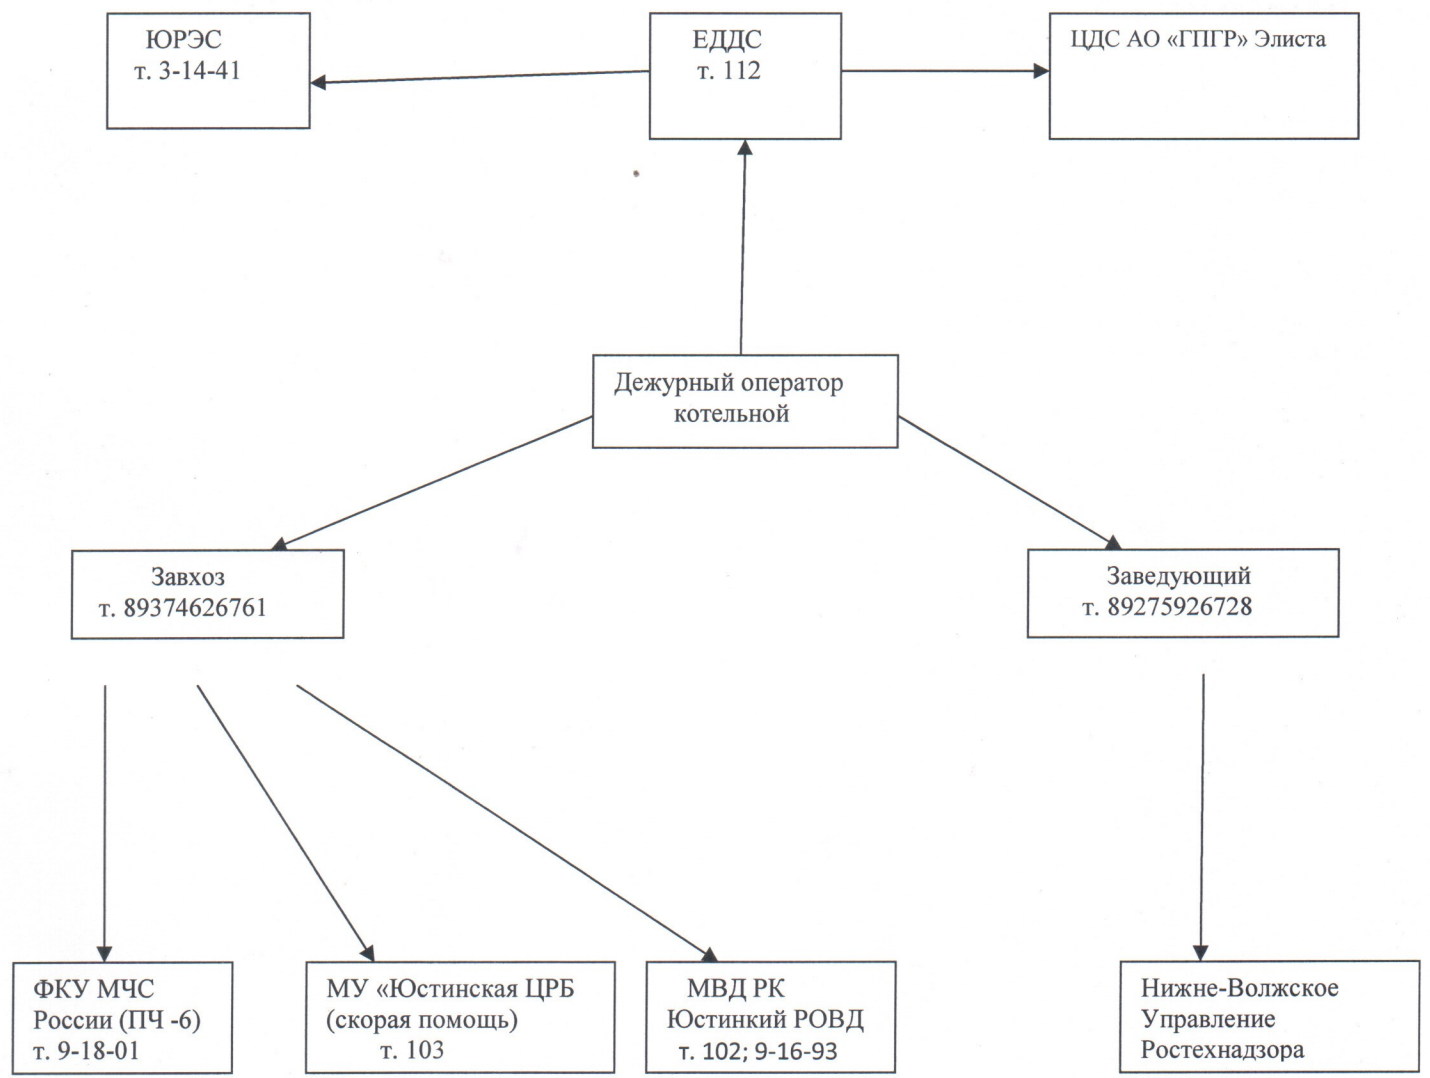 ЮРЭС
т. 3-14-41
ЕДДС
т. 112
ЦДС АО «ГПГР» Элиста
Дежурный оператор
котельной
Завхоз
т. 89374626761
Заведующий
т. 89275926728
ФКУ МЧС
России (ПЧ -6)
т. 9-18-01
МУ «Юстинская ЦРБ
(скорая помощь)
т. 103
МВД РК
Юстинкий РОВД
т. 102; 9-16-93
Нижне-Волжское
Управление
Ростехнадзора